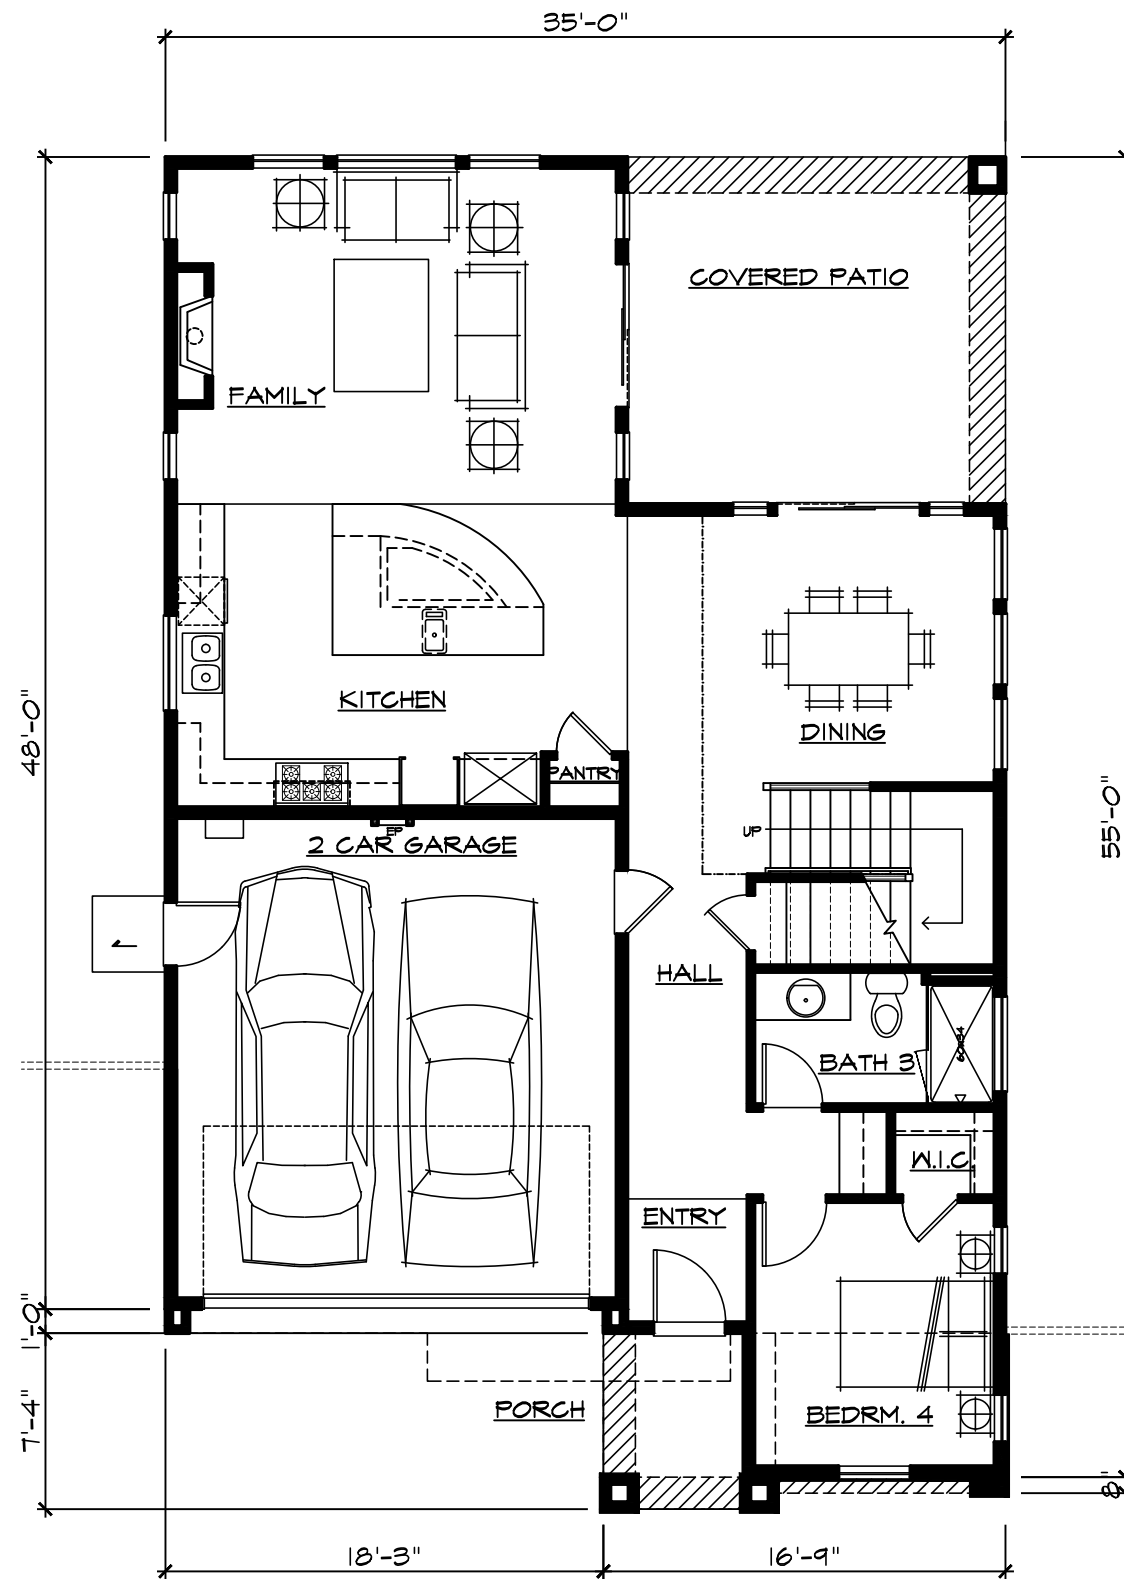 35'-0"
COVERED PATIO
FAMILY
48'-0"
KITCHEN
DINING
PANTRY
EP
2 CAR GARAGE
UP
55'-0"
1
HALL
BATH 3
W.I.C.
ENTRY
1'-0"
7'-4"
PORCH
BEDRM. 4
8"
18'-3"
16'-9"